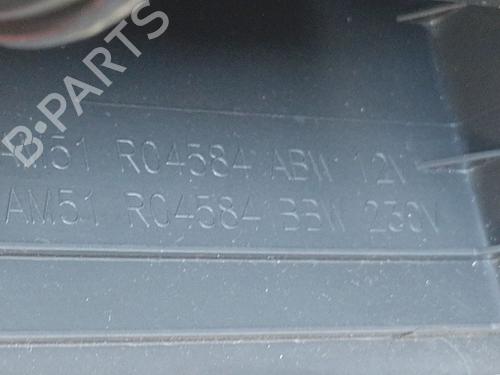 AM51 R04584 ABW 12V
AM51 R04584 BBW 230V
B-PARTS